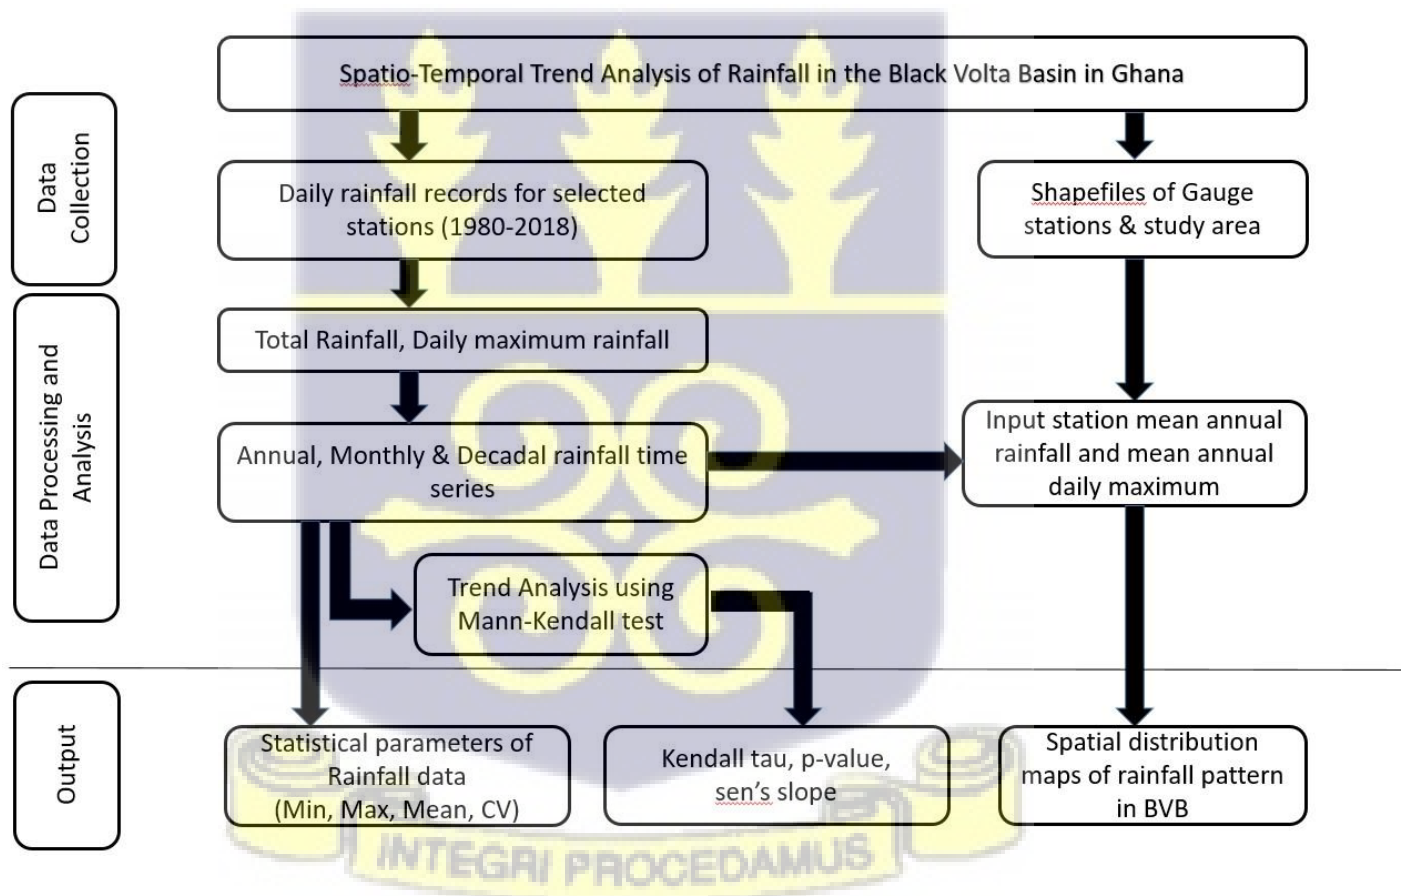 Spatio-Temporal Trend Analysis of Rainfall in the Black Volta Basin in Ghana
Data
Collection
Daily rainfall records for selected
stations (1980-2018)
Shapefiles of Gauge
stations & study area
Data Processing and
Analysis
Total Rainfall, Daily maximum rainfall
Annual, Monthly & Decadal rainfall time
series
Input station mean annual
rainfall and mean annual
daily maximum
Trend Analysis using
Mann-Kendall test
Output
Statistical parameters of
Rainfall data
(Min, Max, Mean, CV)
Kendall tau, p-value,
sen's slope
Spatial distribution
maps of rainfall pattern
in BVB
INTEGRI PROCEDAMUS